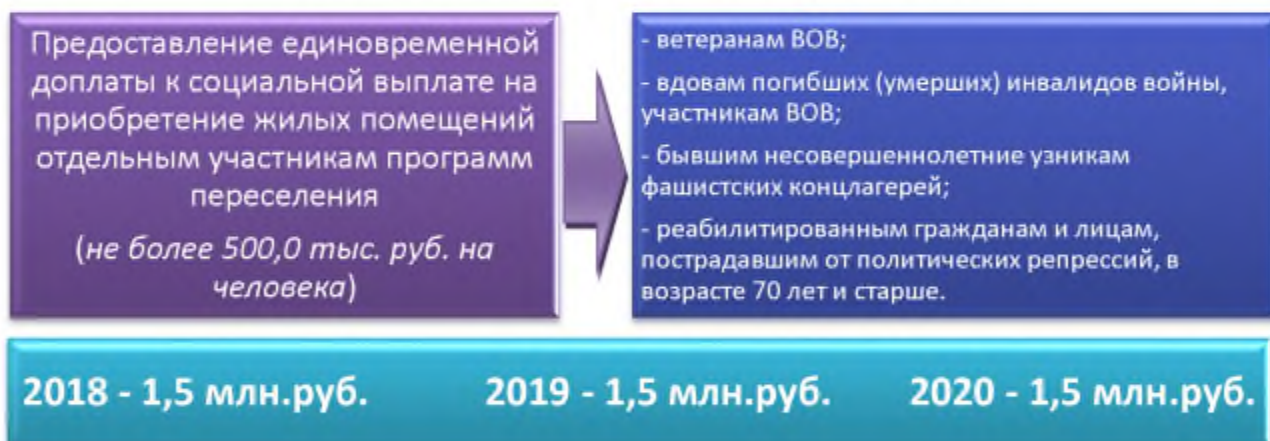 Предоставление единовременной
доплаты к социальной выплате на
приобретение жилых помещений
отдельным участникам программ
переселения
(не более 500,0 тыс. руб. на
человека)
- ветеранам ВОВ;
- вдовам погибших (умерших) инвалидов войны,
участникам ВОВ;
- бывшим несовершеннолетние узникам
фашистских концлагерей;
- реабилитированным гражданам и лицам,
пострадавшим от политических репрессий, в
возрасте 70 лет и старше.
2018 - 1,5 млн.руб. 2019 - 1,5 млн.руб. 2020 - 1,5 млн.руб.